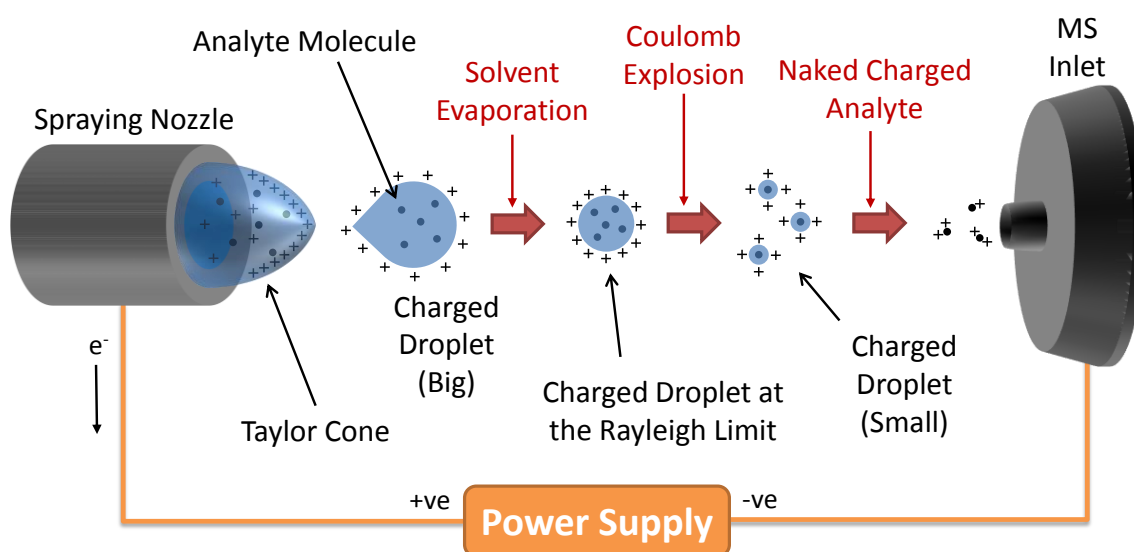 Analyte Molecule
Solvent
Evaporation
Coulomb
Explosion
Naked Charged
Analyte
MS
Inlet
Spraying Nozzle
Charged
Droplet
(Big)
Charged Droplet at
the Rayleigh Limit
Charged
Droplet
(Small)
e-
Taylor Cone
+ve
Power Supply
-ve